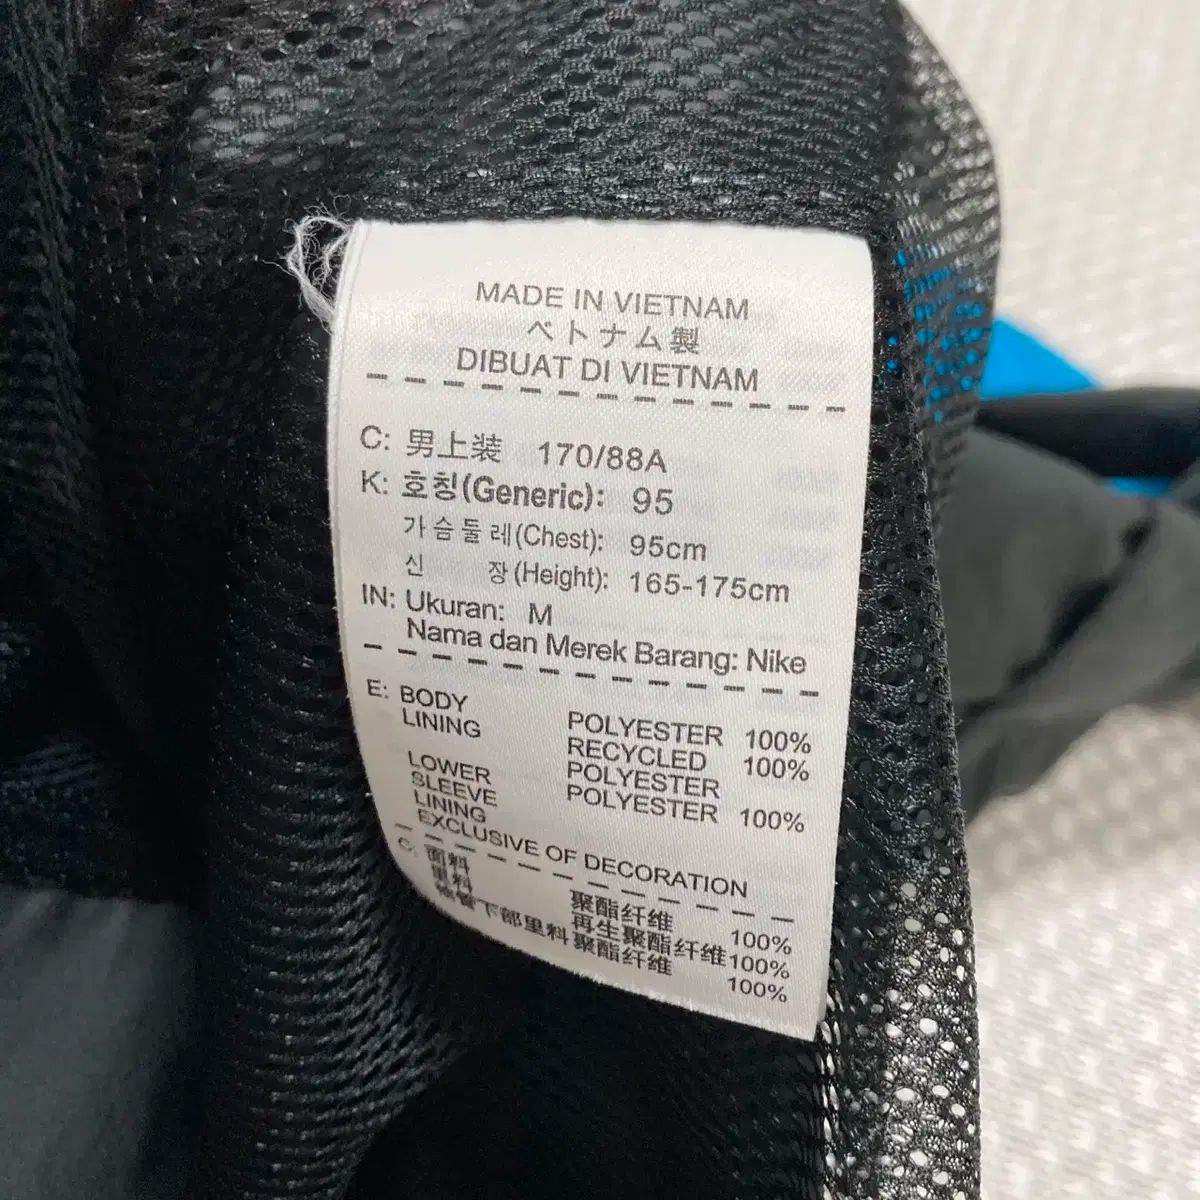 MADE IN VIETNAM
ベトナム製
DIBUAT DI VIETNAM
C: 男上装 170/88A
K: 호칭(Generic): 95
가슴둘레(Chest): 95cm
신 장(Height): 165-175cm
IN: Ukuran: M
Nama dan Merek Barang: Nike
E: BODY POLYESTER 100%
LINING RECYCLED 100%
POLYESTER
LOWER POLYESTER 100%
SLEEVE
LINING
EXCLUSIVE OF DECORATION
C: 面料 聚酯纤维 100%
里料 再生聚酯纤维 100%
下部里料 聚酯纤维 100%